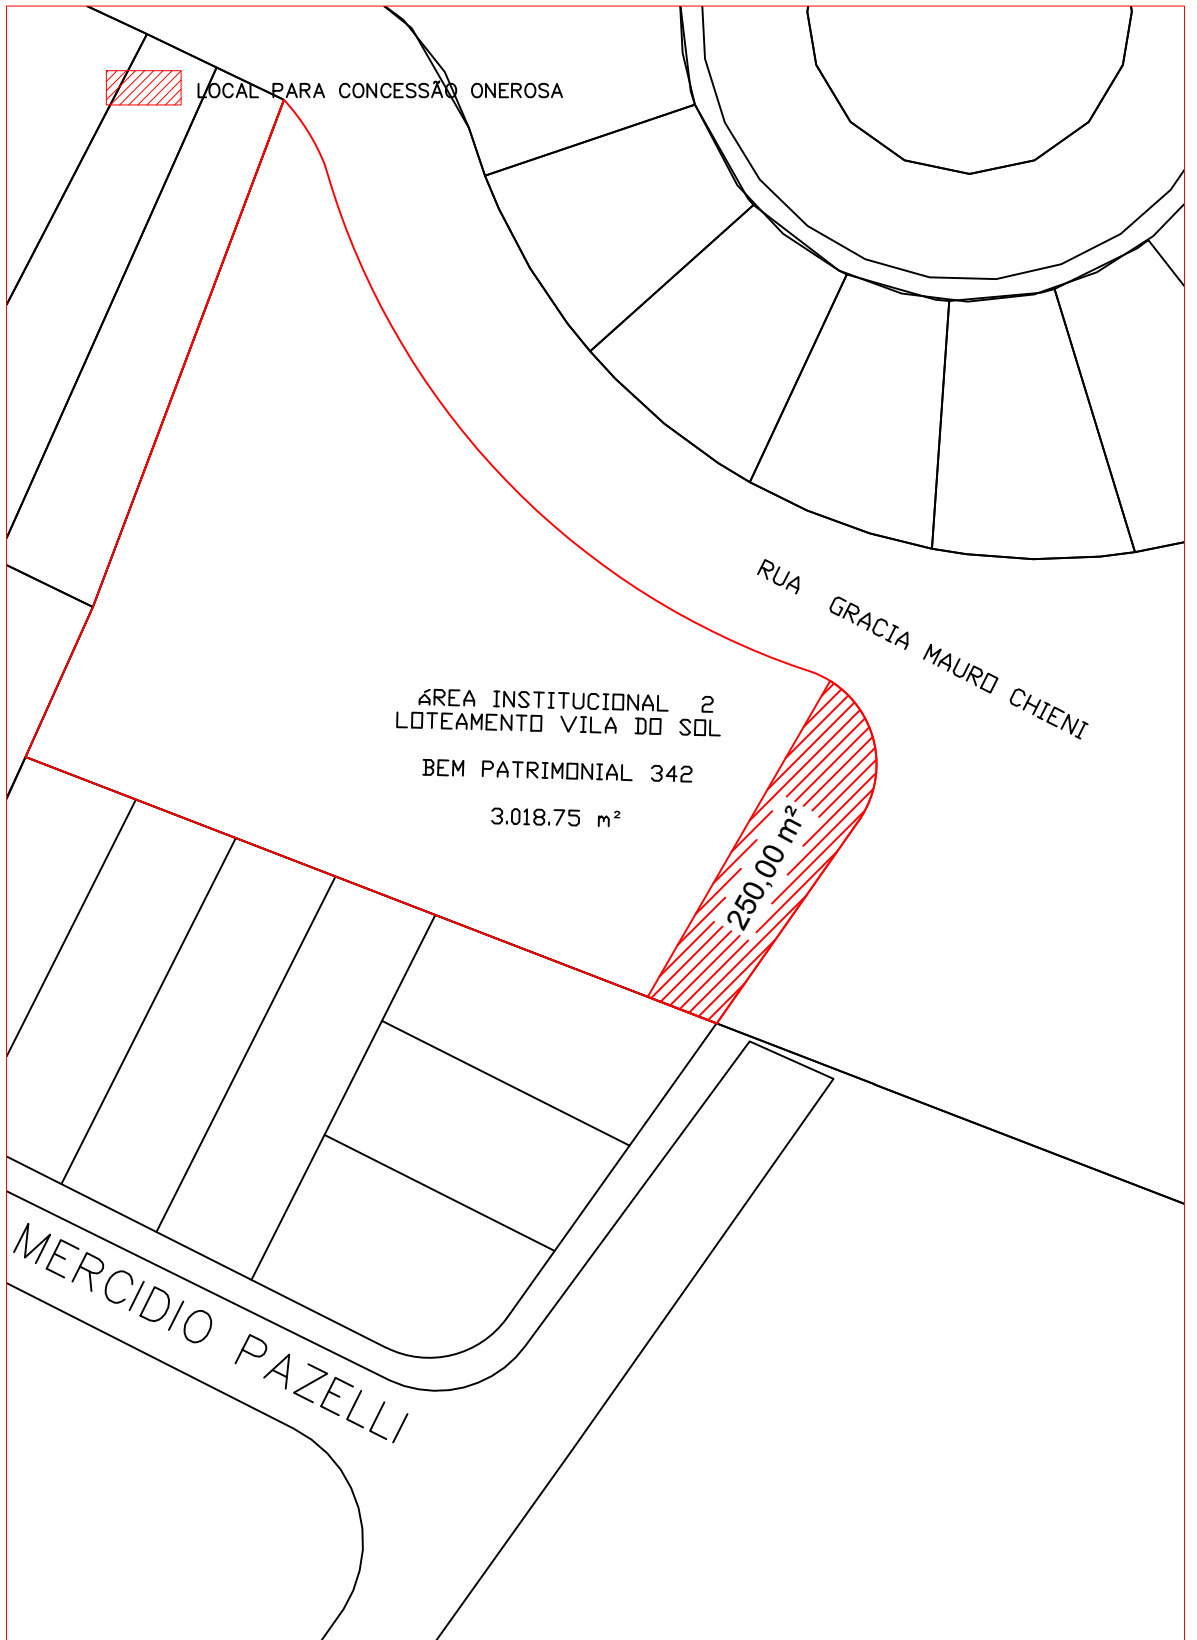 LOCAL PARA CONCESSÃO ONEROSA
RUA GRACIA MAURO CHIENI
áREA INSTITUCIONAL 2
LOTEAMENTO VILA DO SOL
BEM PATRIMONIAL 342
3.018.75 m²
250,00 m²
MERCIDIO PAZELLI